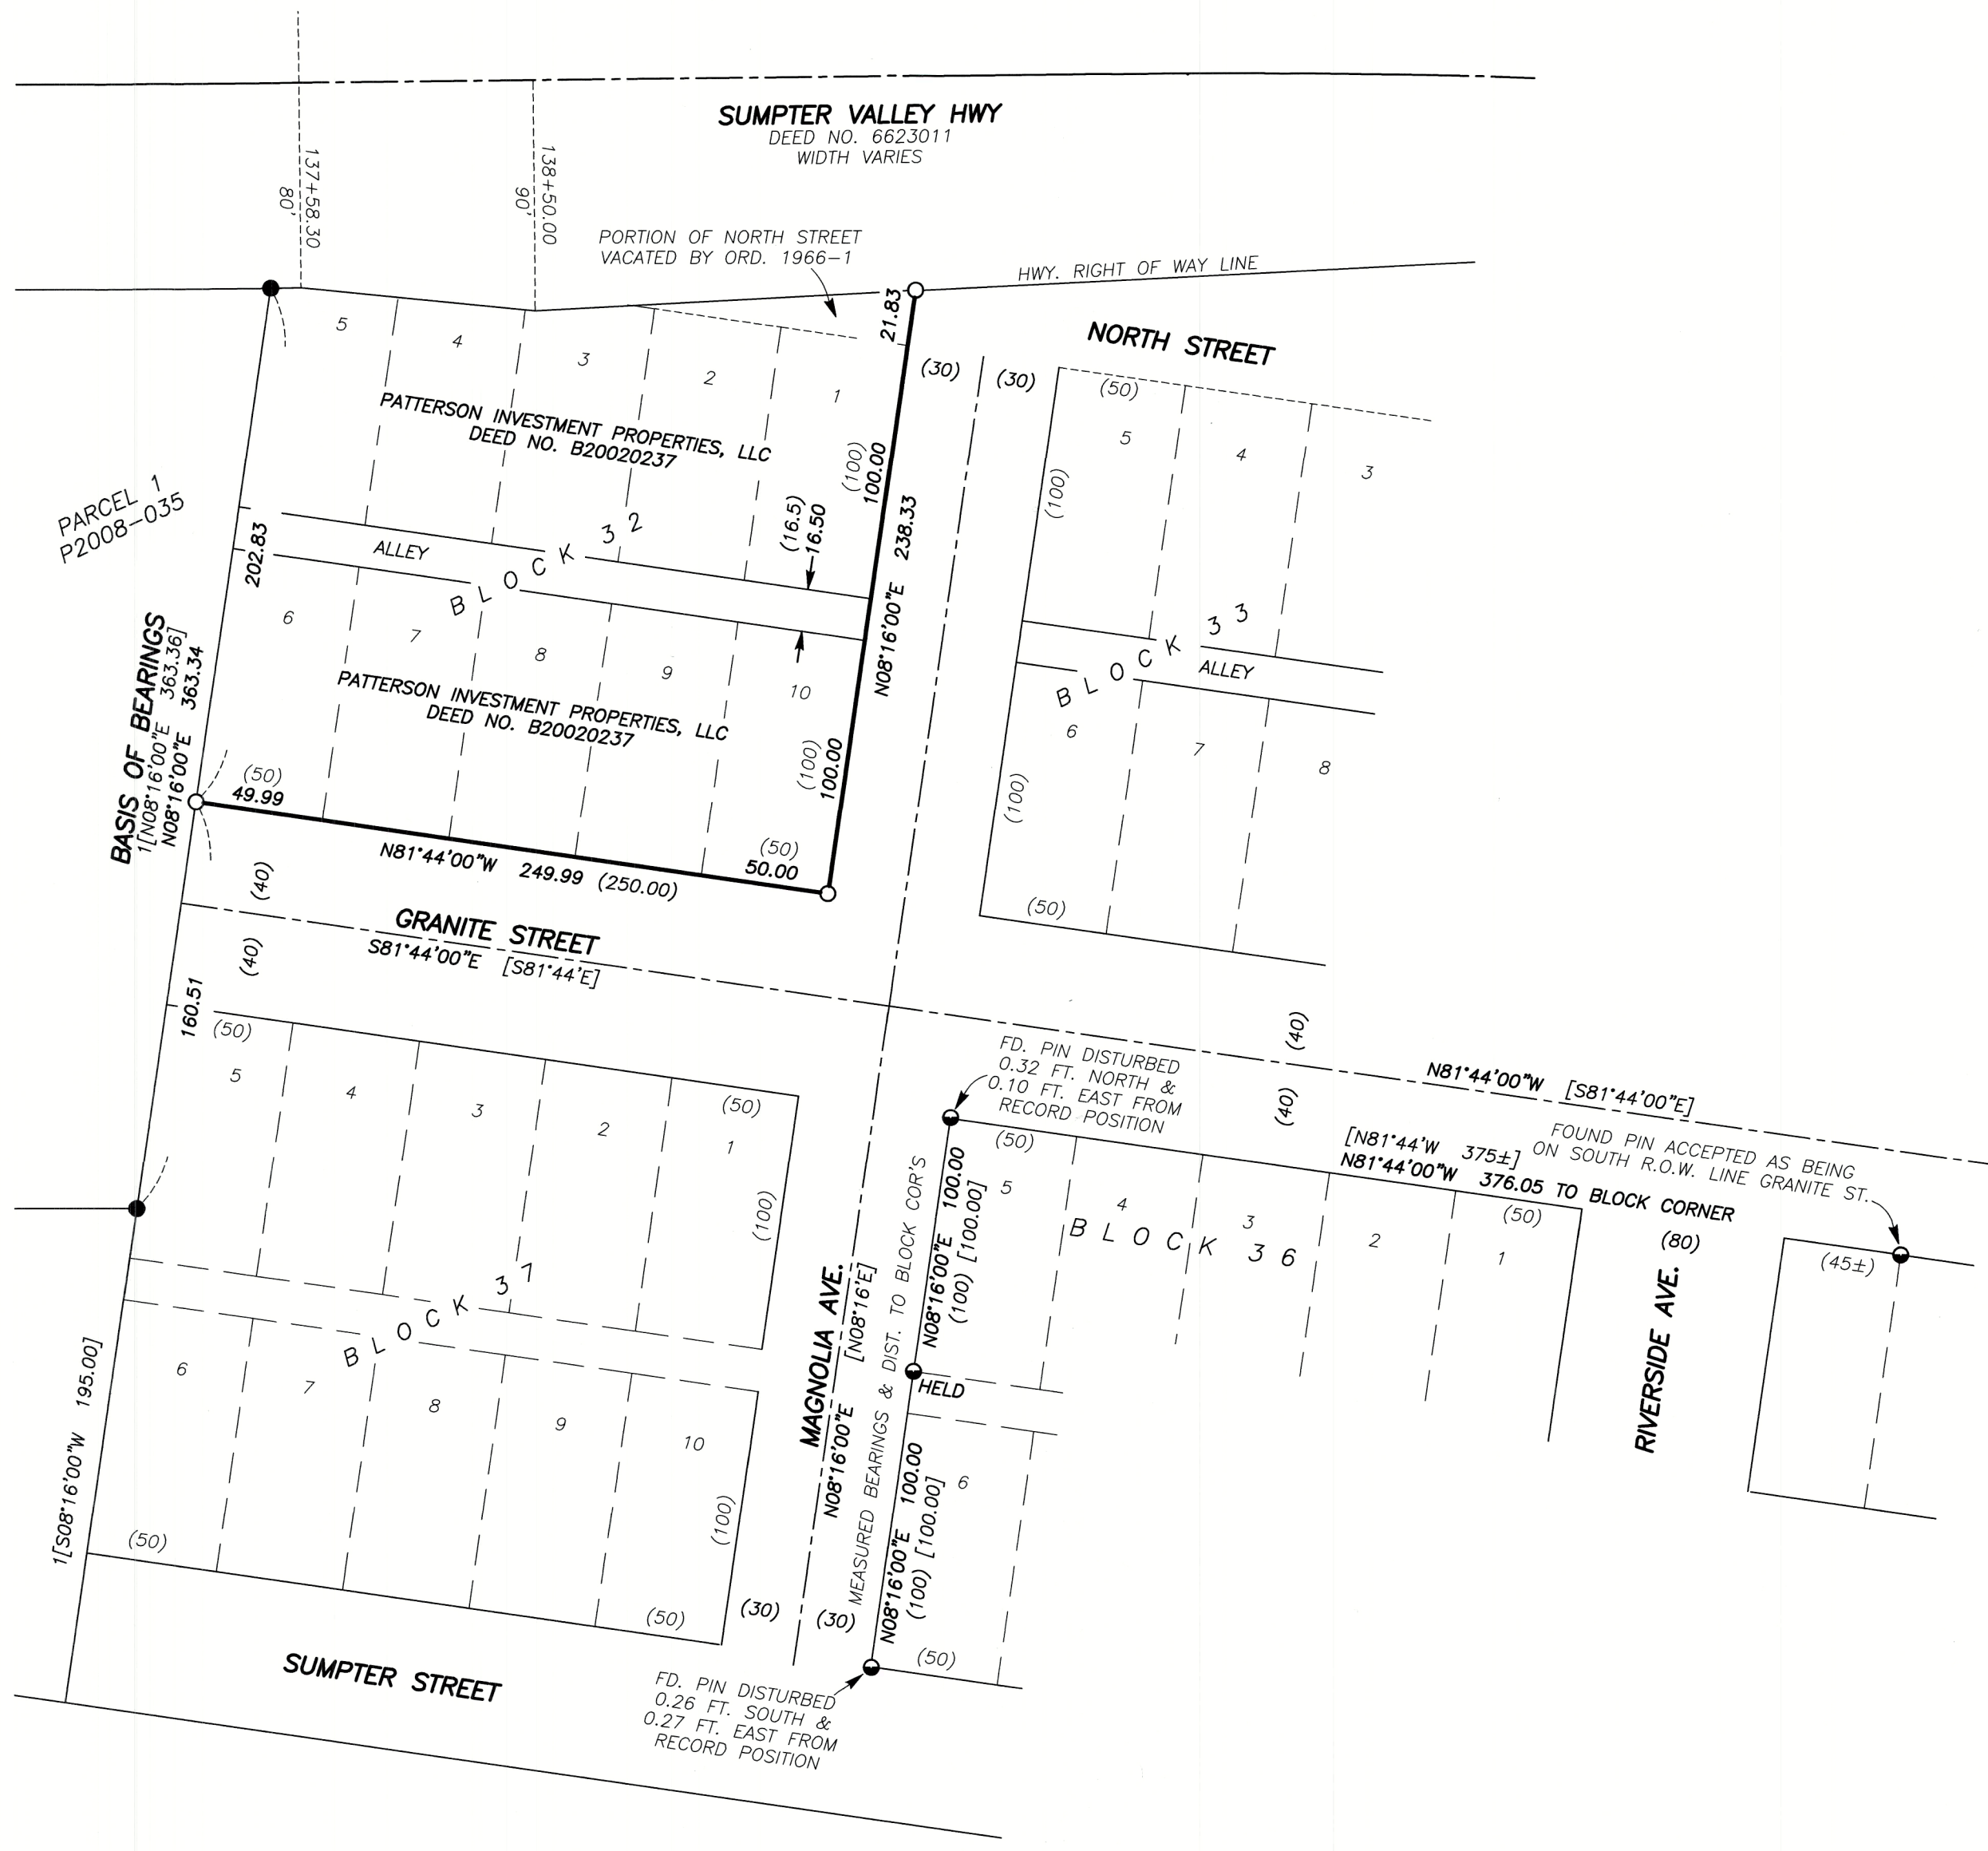 SUMPTER VALLEY HWY
DEED NO. 6623011
WIDTH VARIES
137+58.30
80'
138+50.00
90'
PORTION OF NORTH STREET
VACATED BY ORD. 1966-1
HWY. RIGHT OF WAY LINE
21.83
NORTH STREET
(30)
(30)
5
4
3
2
1
PATTERSON INVESTMENT PROPERTIES, LLC
DEED NO. B20020237
(100)
100.00
(16.5)
16.50
238.33
N08°16'00"E
PARCEL 1
P2008-035
202.83
ALLEY
BLOCK 32
6
7
8
9
10
PATTERSON INVESTMENT PROPERTIES, LLC
DEED NO. B20020237
(100)
100.00
BASIS OF BEARINGS
1[N08°16'00"E 363.36]
N08°16'00"E 363.34
(50)
49.99
(50)
50.00
N81°44'00"W 249.99 (250.00)
(50)
5
4
3
(100)
BLOCK 33
ALLEY
6
7
8
(100)
(50)
(40)
(40)
GRANITE STREET
S81°44'00"E [S81°44'E]
160.51
(40)
(40)
N81°44'00"W [S81°44'00"E]
FD. PIN DISTURBED
0.32 FT. NORTH &
0.10 FT. EAST FROM
RECORD POSITION
[N81°44'W 375±]
N81°44'00"W 376.05 TO BLOCK CORNER
FOUND PIN ACCEPTED AS BEING
ON SOUTH R.O.W. LINE GRANITE ST.
(50)
5
4
3
2
1
(50)
(100)
BLOCK 37
6
7
8
9
10
(100)
(50)
(50)
1[S08°16'00"W 195.00]
MAGNOLIA AVE.
N08°16'00"E [N08°16'E]
MEASURED BEARINGS & DIST. TO BLOCK COR'S
N08°16'00"E 100.00
(100) [100.00]
HELD
N08°16'00"E 100.00
(100) [100.00]
(50)
5
4
3
2
1
(50)
BLOCK 36
6
(50)
(80)
RIVERSIDE AVE.
(45±)
(30)
(30)
SUMPTER STREET
FD. PIN DISTURBED
0.26 FT. SOUTH &
0.27 FT. EAST FROM
RECORD POSITION